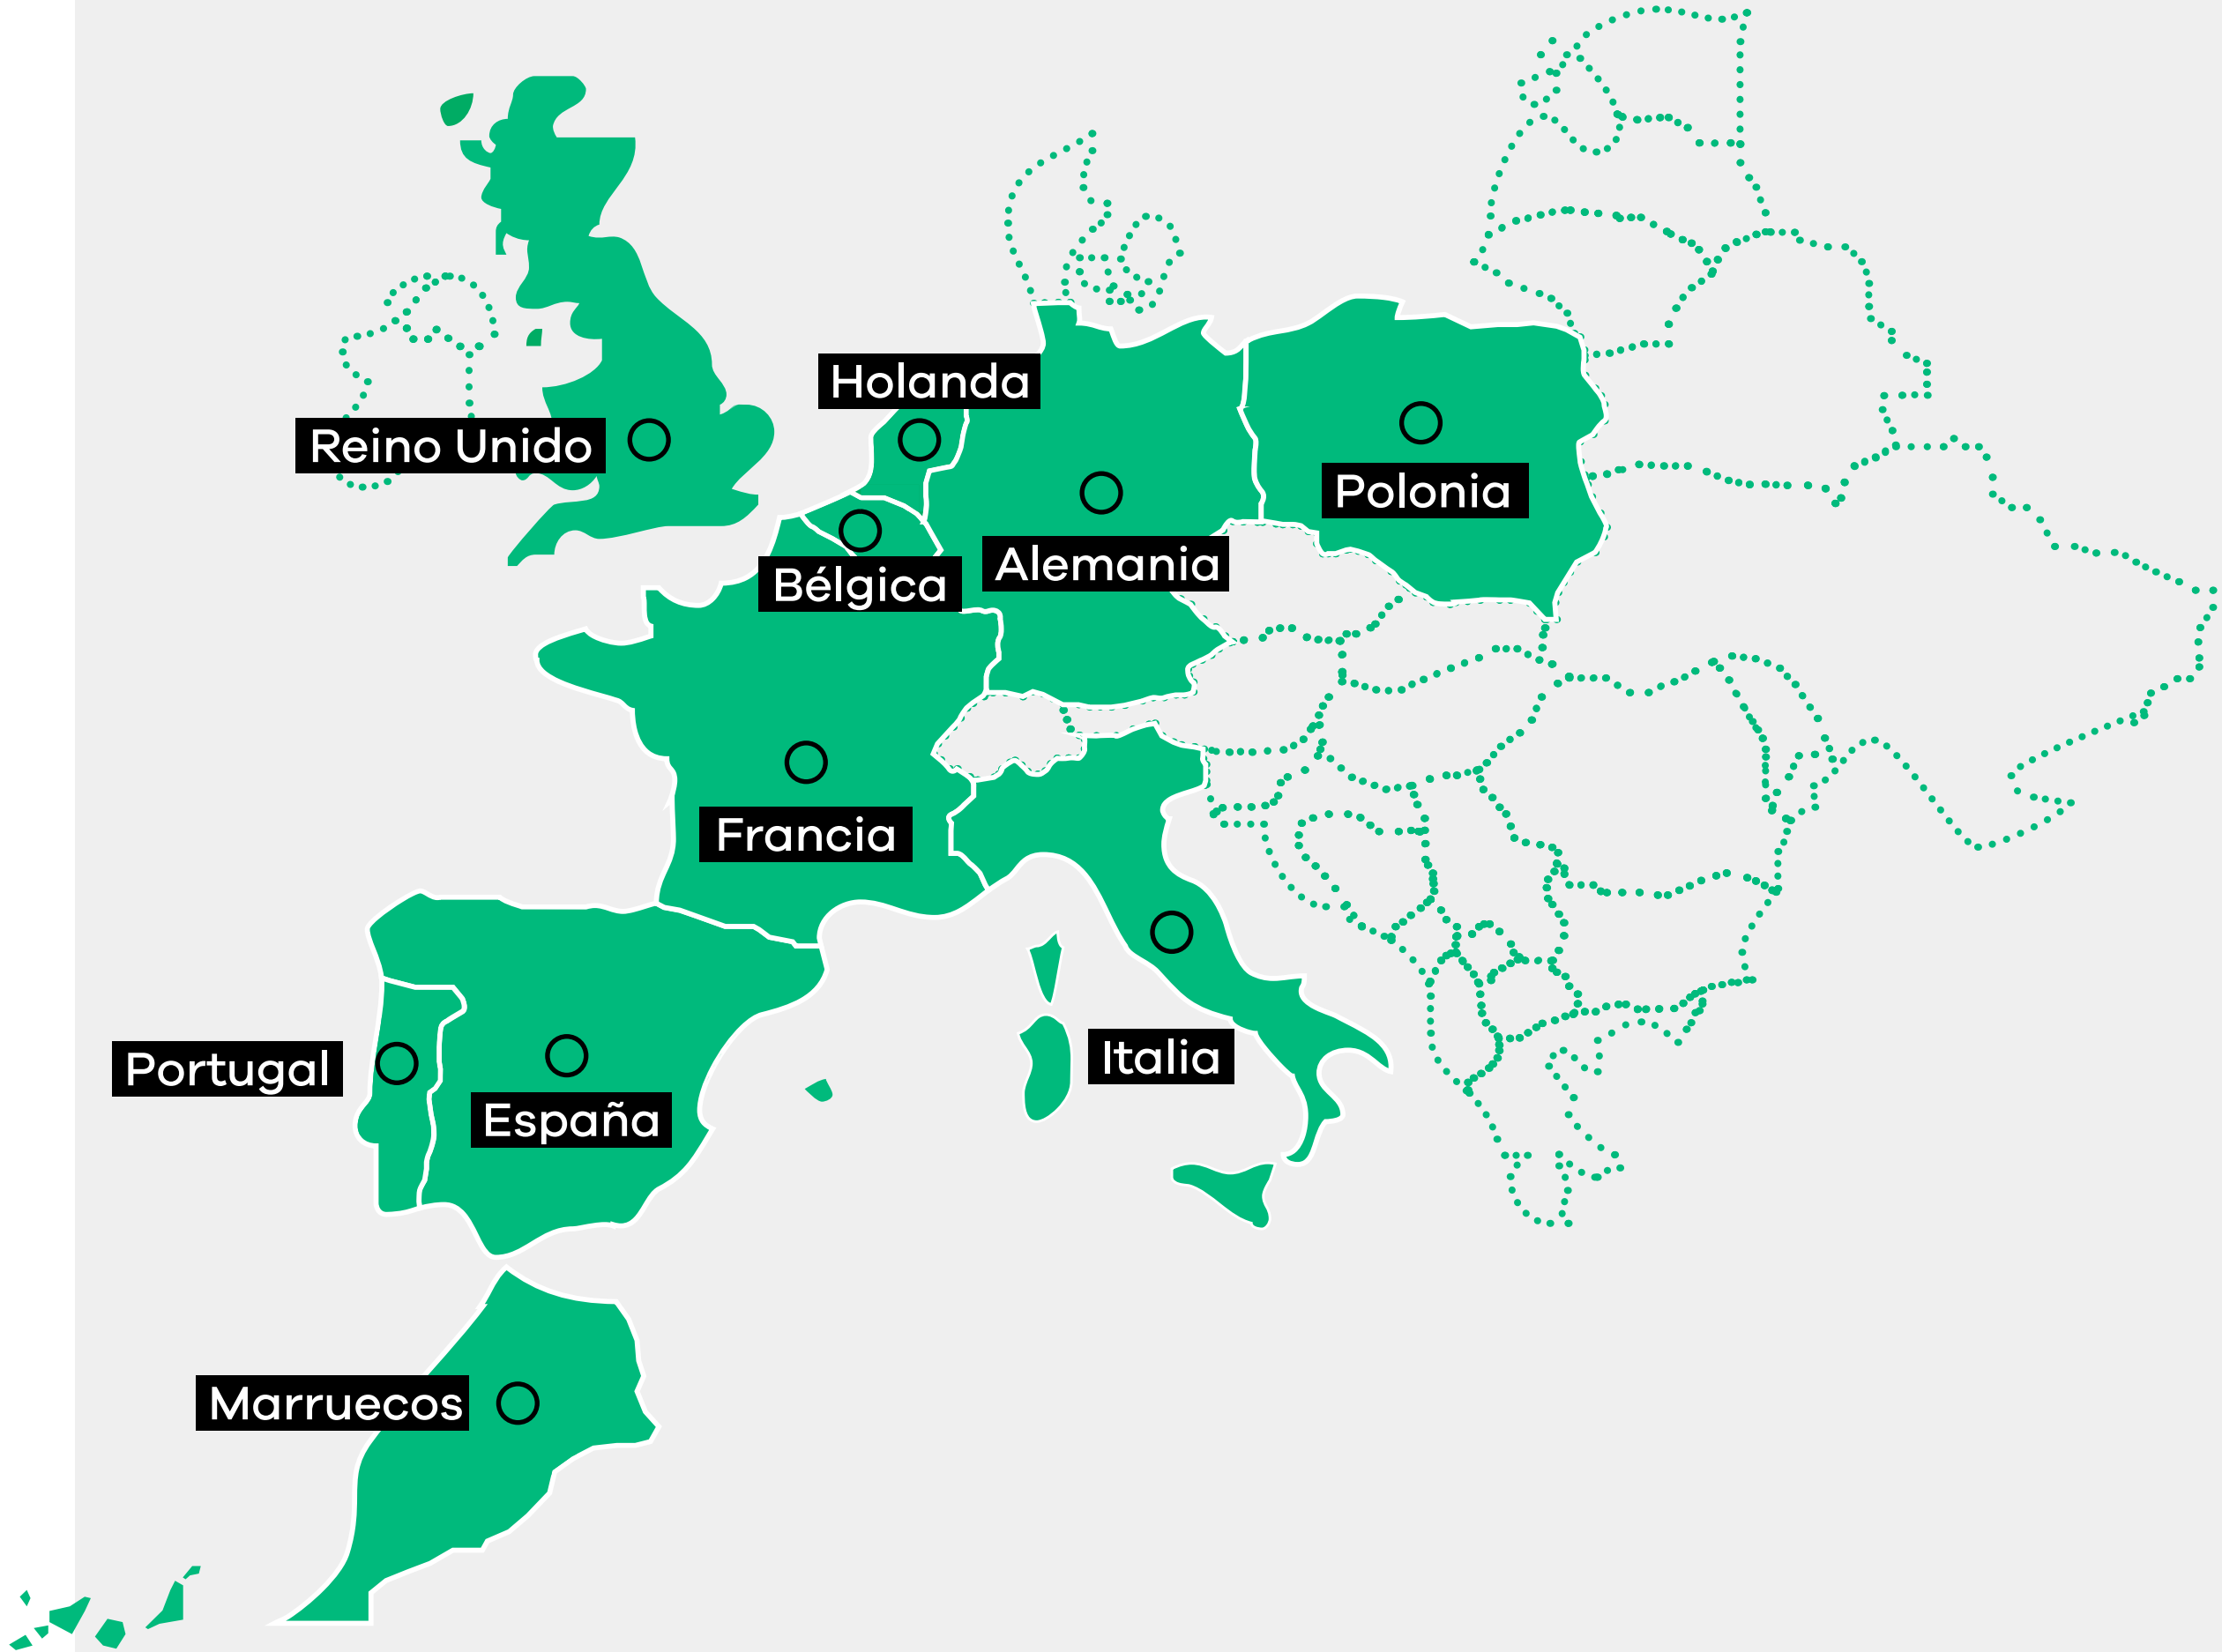 Holanda
Reino Unido
Polonia
Alemania
Bélgica
Francia
Italia
Portugal
España
Marruecos